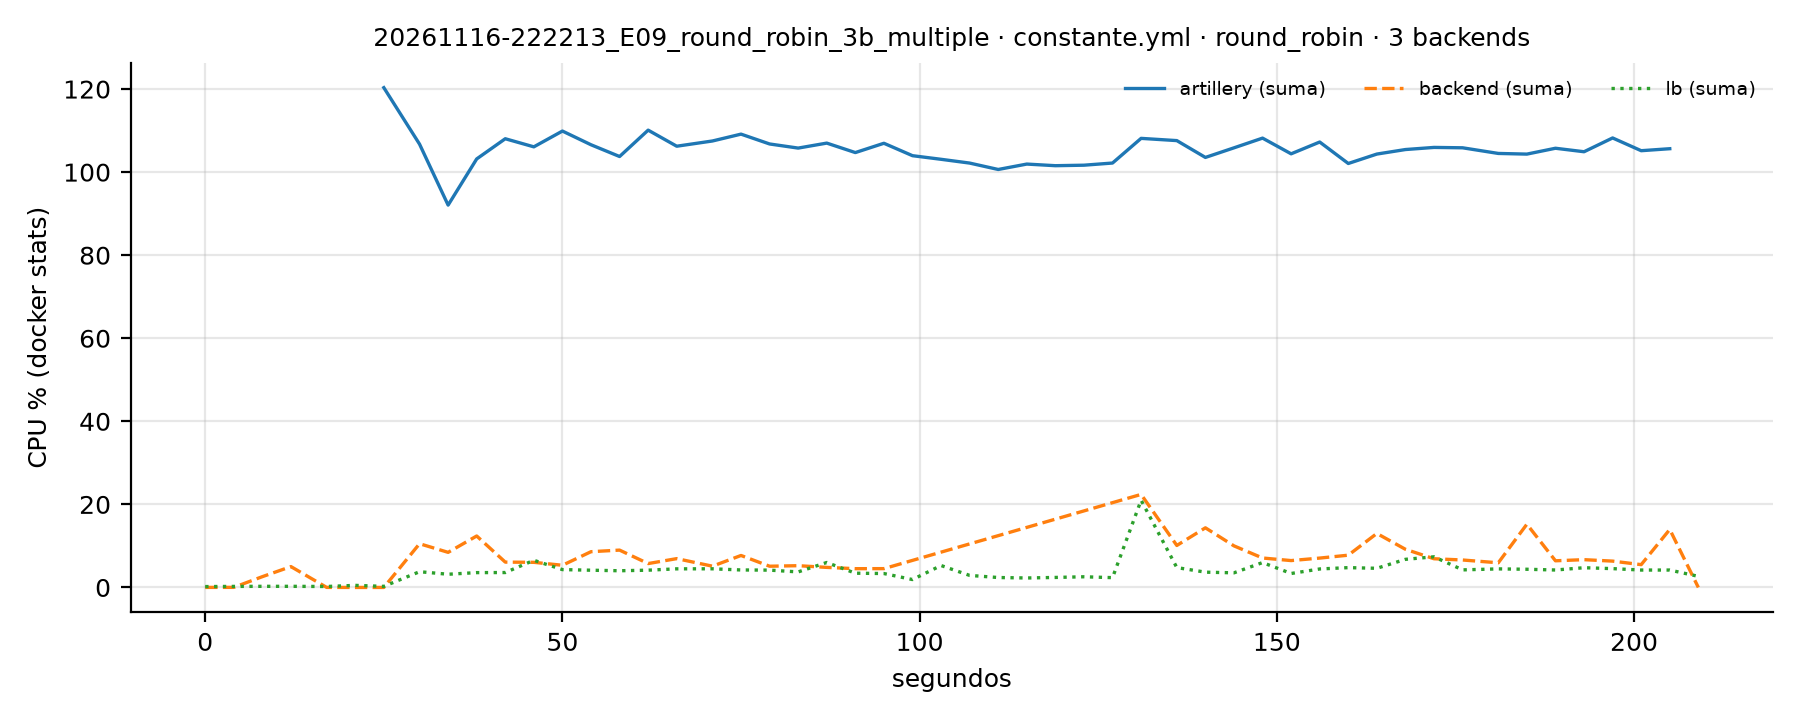 20261116-222213_E09_round_robin_3b_multiple · constante.yml · round_robin · 3 backends
artillery (suma) backend (suma) lb (suma)
CPU % (docker stats)
120
100
80
60
40
20
0
0 50 100 150 200
segundos